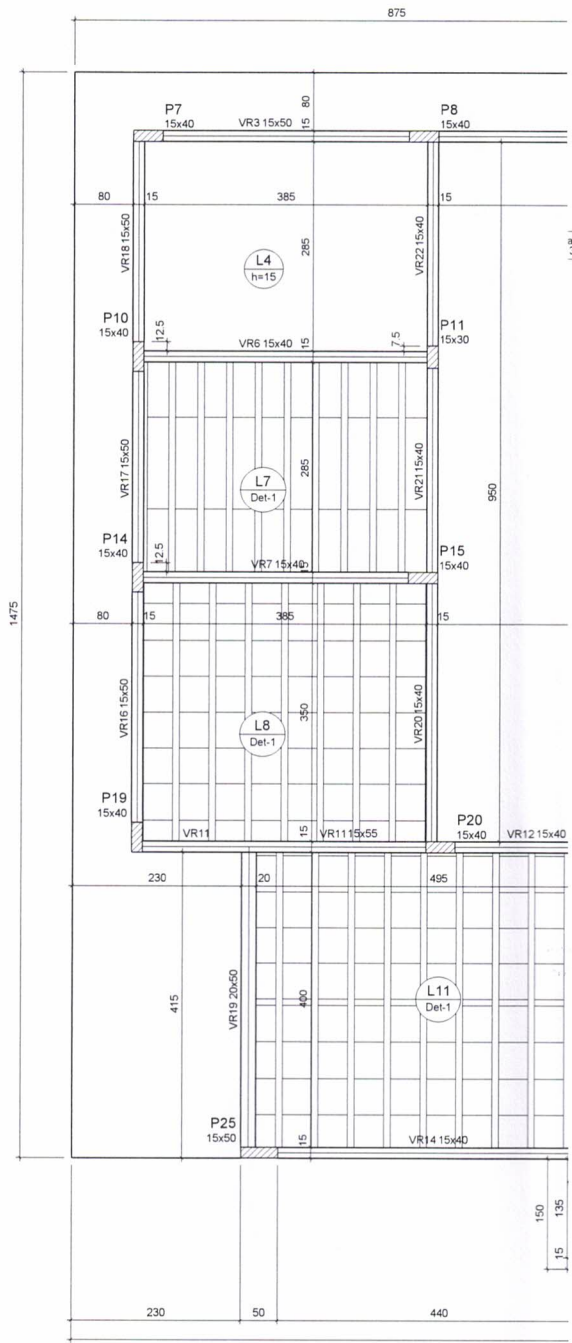 875
P7
15x40
VR3 15x50
15
80
P8
15x40
80
15
385
15
VR18 15x50
L4
h=15
285
VR22 15x40
P10
15x40
12.5
VR6 15x40
15
7.5
P11
15x30
VR17 15x50
L7
Det-1
285
VR21 15x40
950
P14
15x40
12.5
VR7 15x40
15
P15
15x40
1475
80
15
385
15
VR16 15x50
L8
Det-1
350
VR20 15x40
P19
15x40
VR11
15
VR11 15x55
P20
15x40
VR12 15x40
230
20
495
415
VR19 20x50
400
L11
Det-1
P25
15x50
15
VR14 15x40
150
135
15
230
50
440